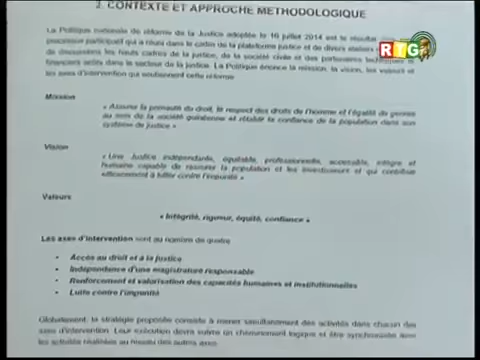 3. CONTEXTE ET APPROCHE METHODOLOGIQUE
RTG
La Politique nationale de réforme de la Justice adoptée le 16 juillet 2014 est le résultat
processus participatif qui a réuni dans le cadre de la plateforme justice et de divers ateliers
de discussions les hauts cadres de la justice, de la société civile et des partenaires techniques et
financiers actifs dans le secteur de la justice. La Politique énonce la mission, la vision, les valeurs et
les axes d'intervention qui soutiennent cette réforme
Mission
« Assurer la primauté du droit, le respect des droits de l'homme et l'égalité de genres
au sein de la société guinéenne et rétablir la confiance de la population dans son
système de justice »
Vision
« Une Justice indépendante, équitable, professionnelle, accessible, intègre et
humaine capable de rassurer la population et les investisseurs et qui contribue
efficacement à lutter contre l'impunité »
Valeurs
« Intégrité, rigueur, équité, confiance »
Les axes d'intervention sont au nombre de quatre
• Accès au droit et à la justice
• Indépendance d'une magistrature responsable
• Renforcement et valorisation des capacités humaines et institutionnelles
• Lutte contre l'impunité
Globalement, la stratégie proposée consiste à mener simultanément des activités dans chacun des
axes d'intervention. Leur exécution devra suivre un cheminement logique et être synchronisée avec
les activités réalisées au niveau des autres axes.